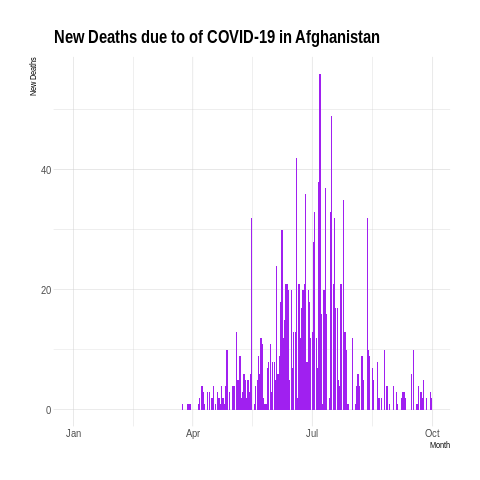 New Deaths due to of COVID-19 in Afghanistan
New Deaths
40
20
0
Jan Apr Jul Oct
Month